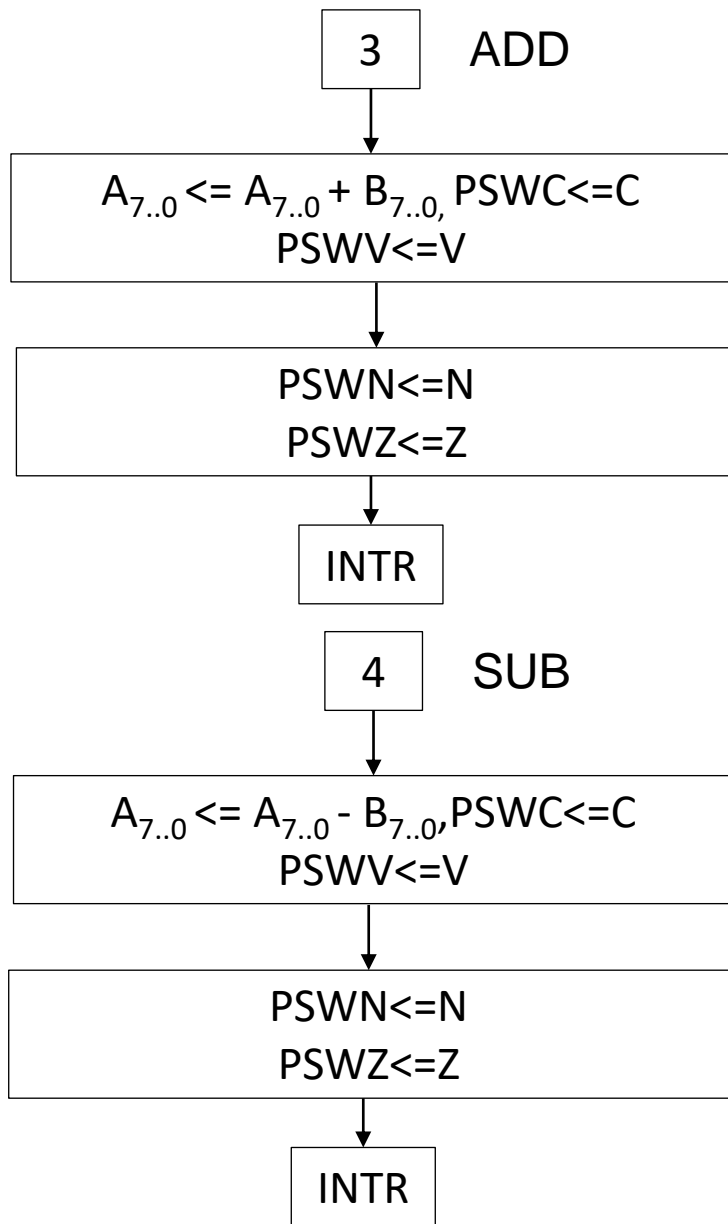 3 ADD
A7..0 <= A7..0 + B7..0, PSWC<=C
PSWV<=V
PSWN<=N
PSWZ<=Z
INTR
4 SUB
A7..0 <= A7..0 - B7..0,PSWC<=C
PSWV<=V
PSWN<=N
PSWZ<=Z
INTR